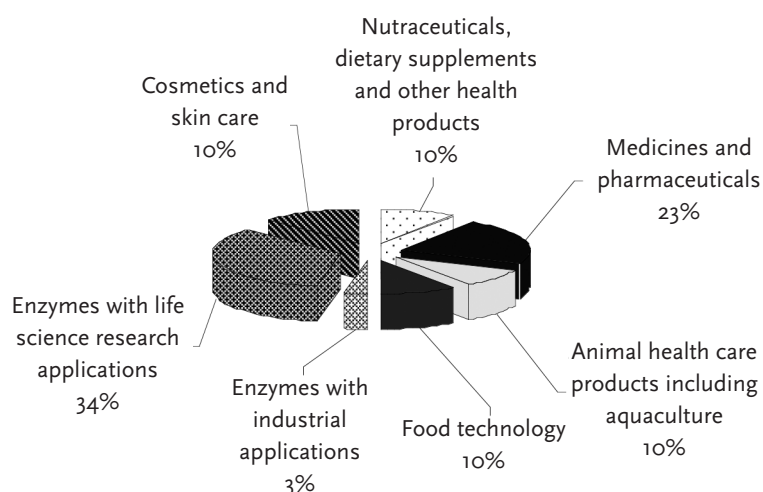 Nutraceuticals,
dietary supplements
and other health
products
10%
Cosmetics and
skin care
10%
Medicines and
pharmaceuticals
23%
Enzymes with life
science research
applications
34%
Enzymes with
industrial
applications
3%
Food technology
10%
Animal health care
products including
aquaculture
10%